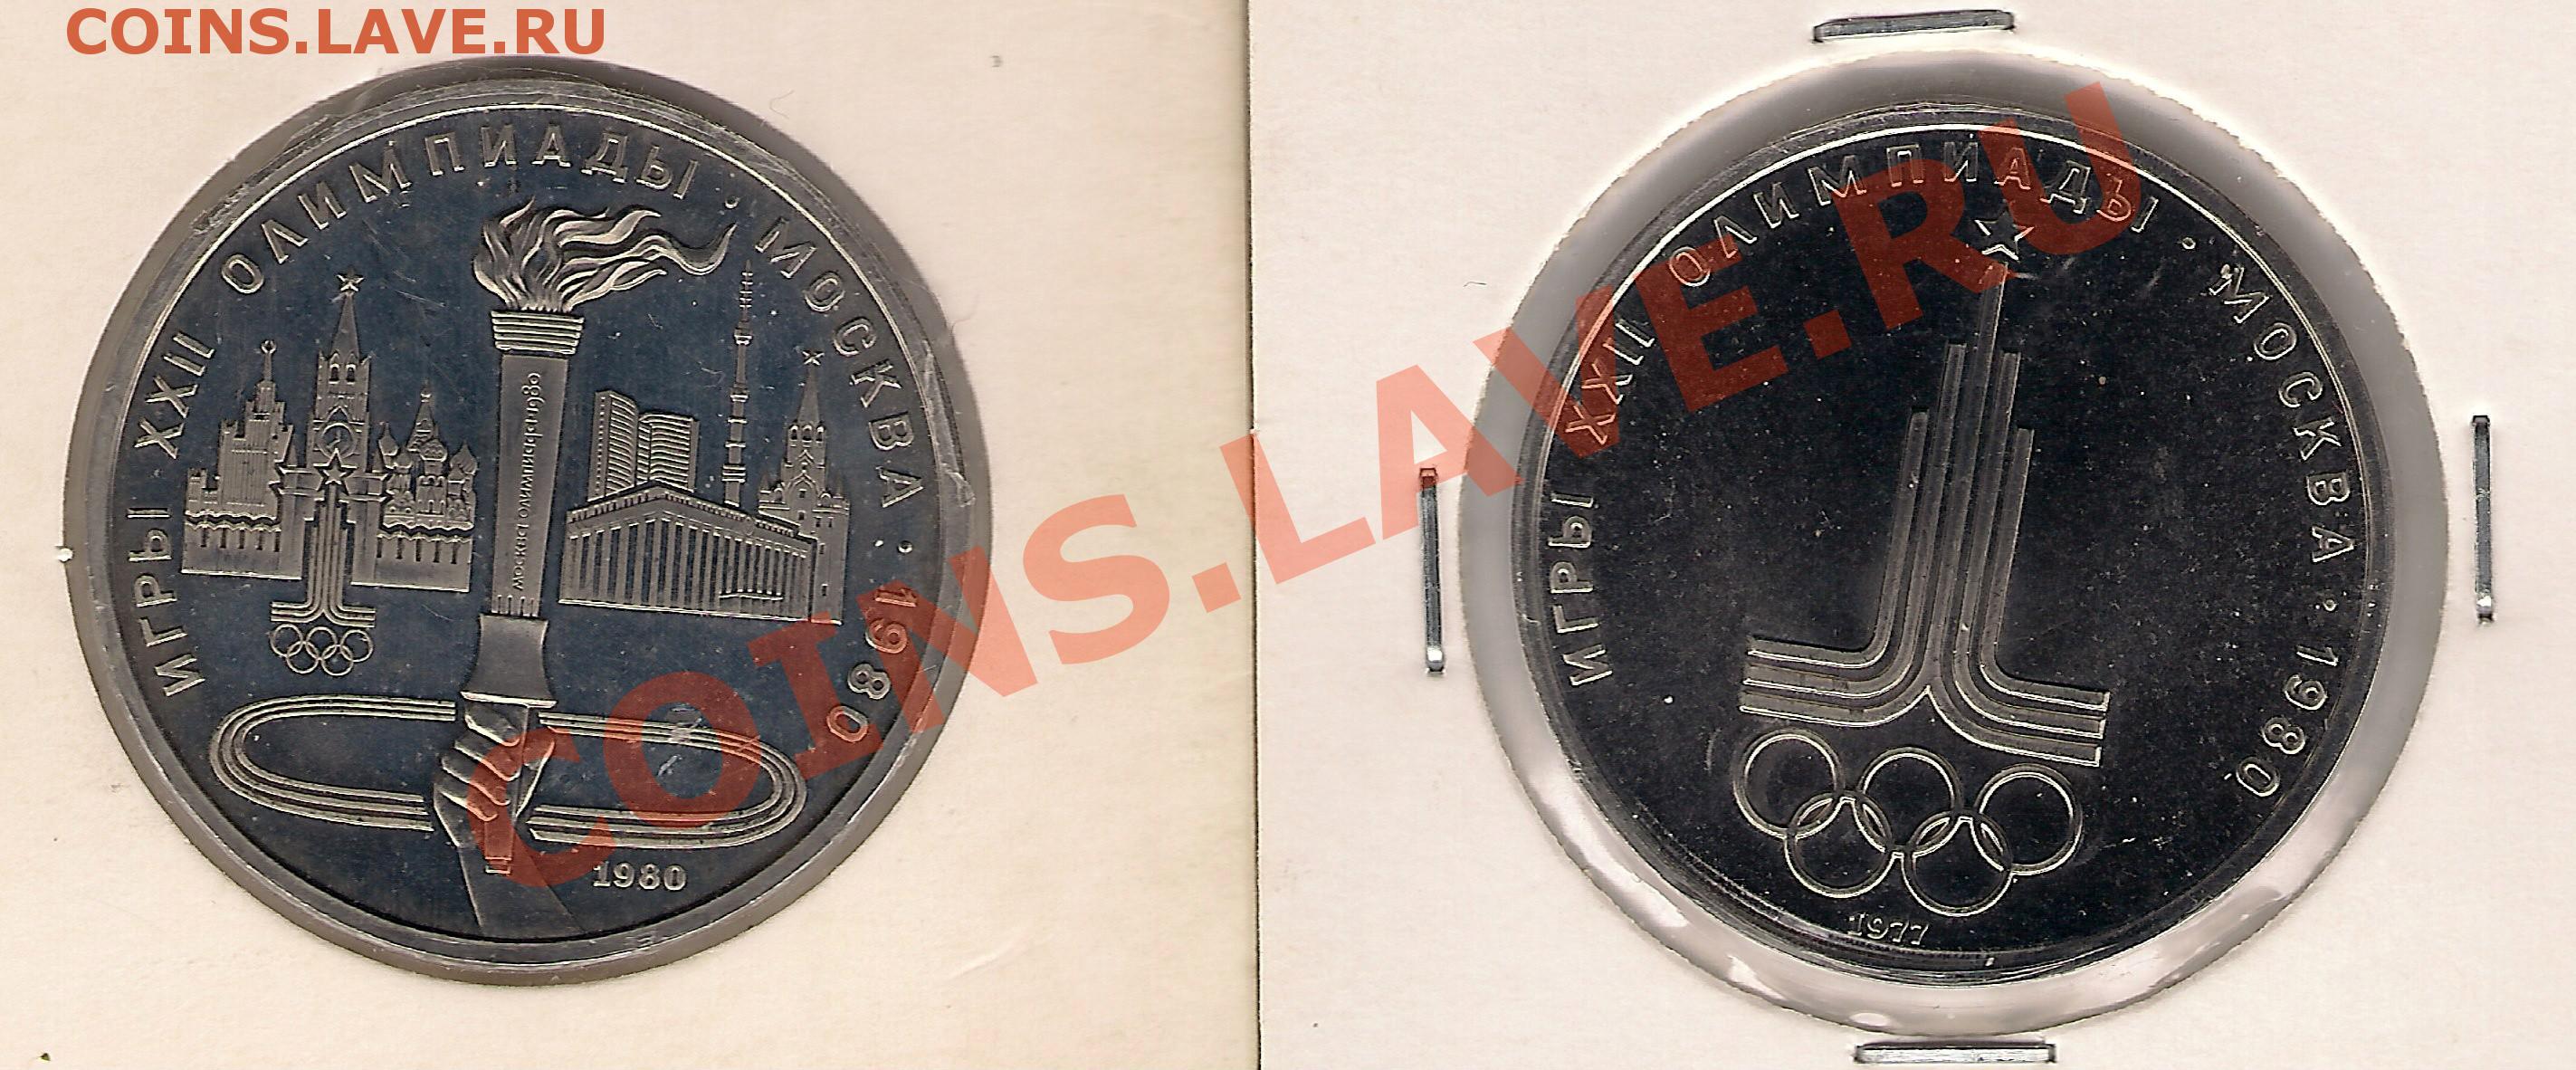 COINS.LAVE.RU
ИГРЫ XXII ОЛИМПИАДЫ · МОСКВА · 1980
МОСКВА ОЛИМПИАДА 1980
1980
ИГРЫ XXII ОЛИМПИАДЫ · МОСКВА · 1980
1977
COINS.LAVE.RU